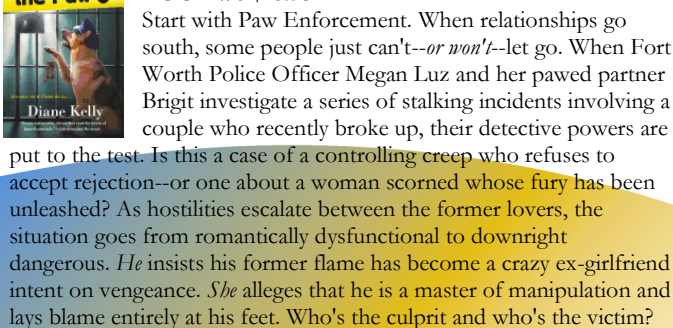 Start with Paw Enforcement. When relationships go
south, some people just can't--or won't--let go. When Fort
Worth Police Officer Megan Luz and her pawed partner
Brigit investigate a series of stalking incidents involving a
couple who recently broke up, their detective powers are
Diane Kelly
put to the test. Is this a case of a controlling creep who refuses to
accept rejection--or one about a woman scorned whose fury has been
unleashed? As hostilities escalate between the former lovers, the
situation goes from romantically dysfunctional to downright
dangerous. He insists his former flame has become a crazy ex-girlfriend
intent on vengeance. She alleges that he is a master of manipulation and
lays blame entirely at his feet. Who's the culprit and who's the victim?